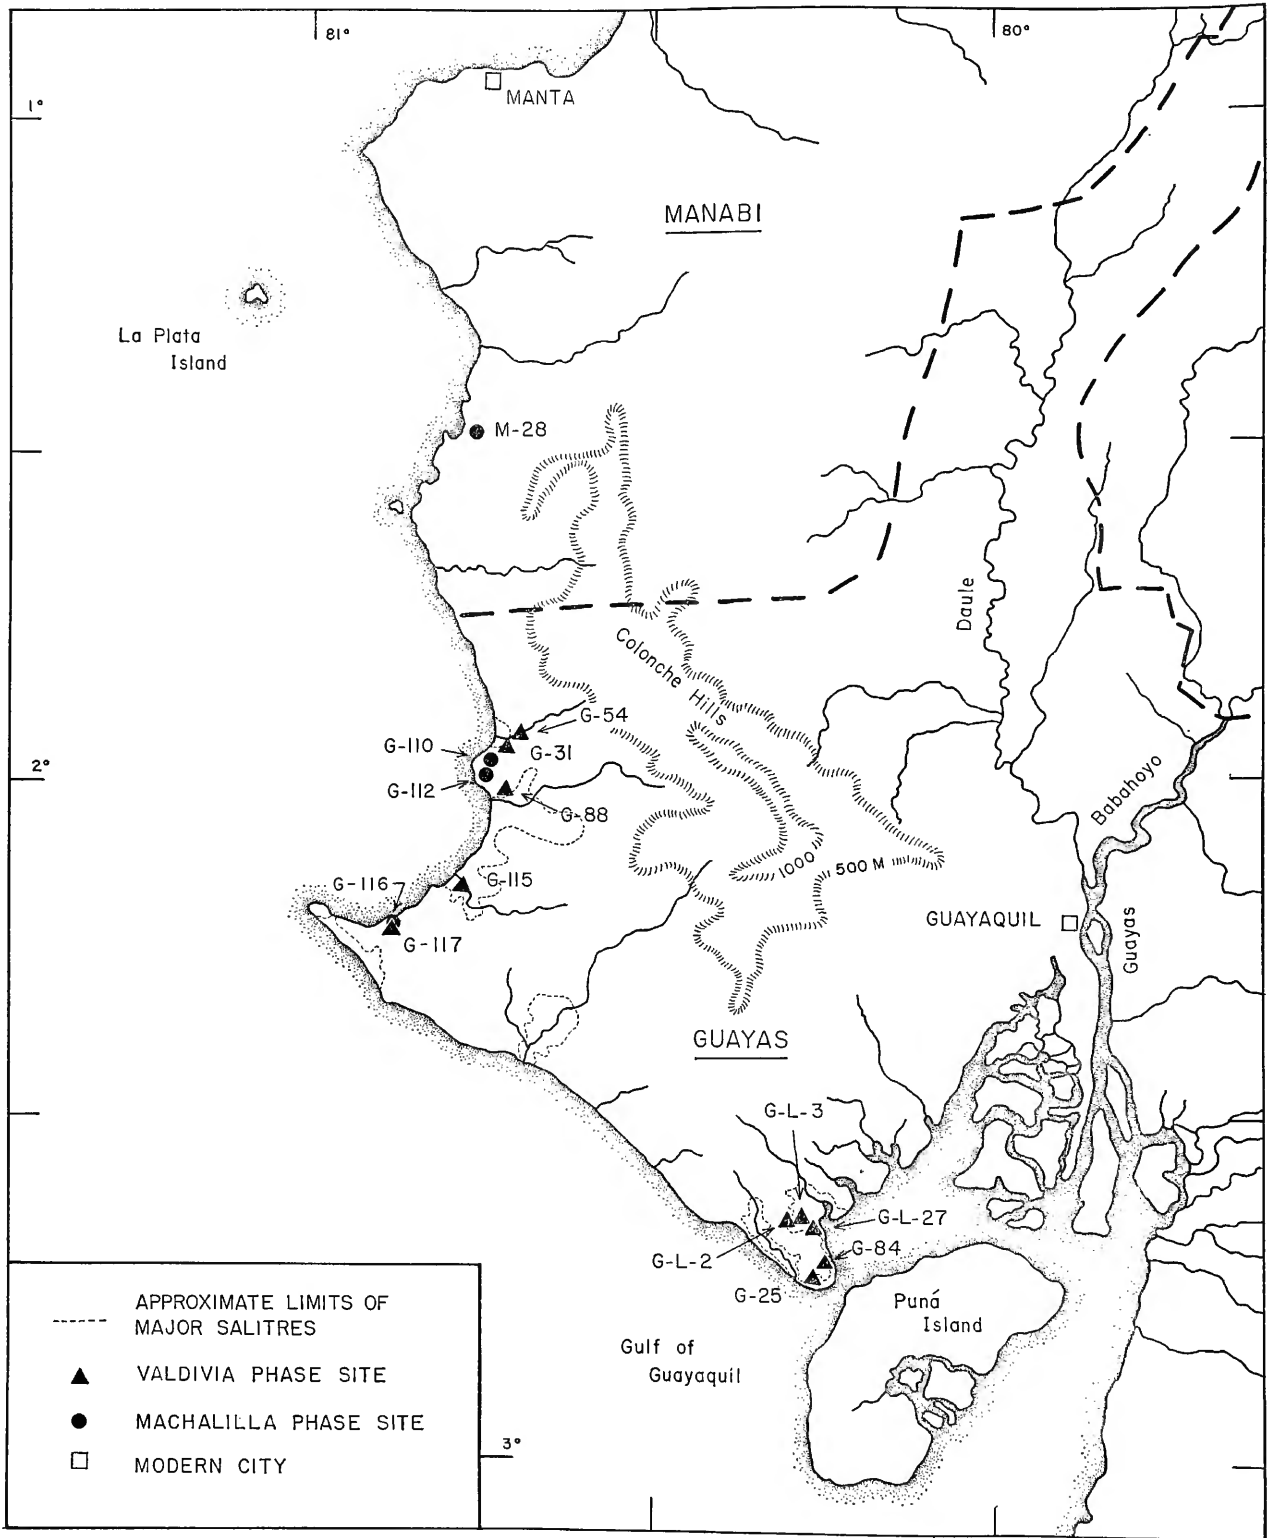 81°
80°
1°
MANTA
MANABI
La Plata
Island
M-28
Daule
Colonche Hills
G-54
G-110
G-31
2°
G-112
G-88
Babahoyo
1000
500 M
G-116
G-115
G-117
GUAYAQUIL
Guayas
GUAYAS
G-L-3
G-L-27
G-L-2
G-84
G-25
Puná
Island
Gulf of
Guayaquil
APPROXIMATE LIMITS OF
MAJOR SALITRES
VALDIVIA PHASE SITE
MACHALILLA PHASE SITE
MODERN CITY
3°